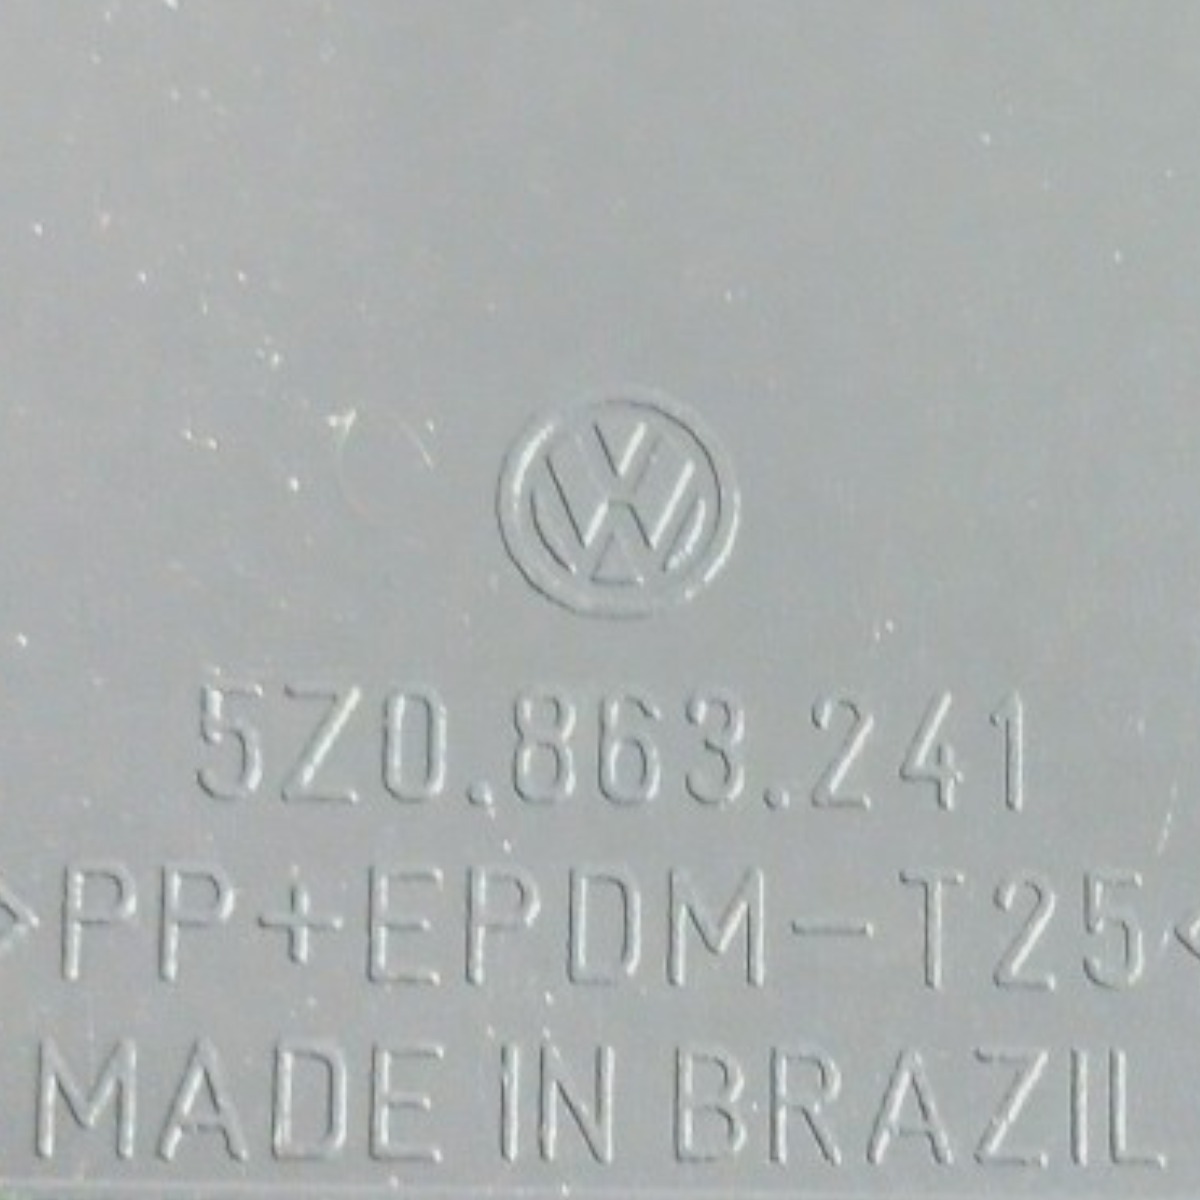 5Z0.863.241
>PP+EPDM-T25<
MADE IN BRAZIL